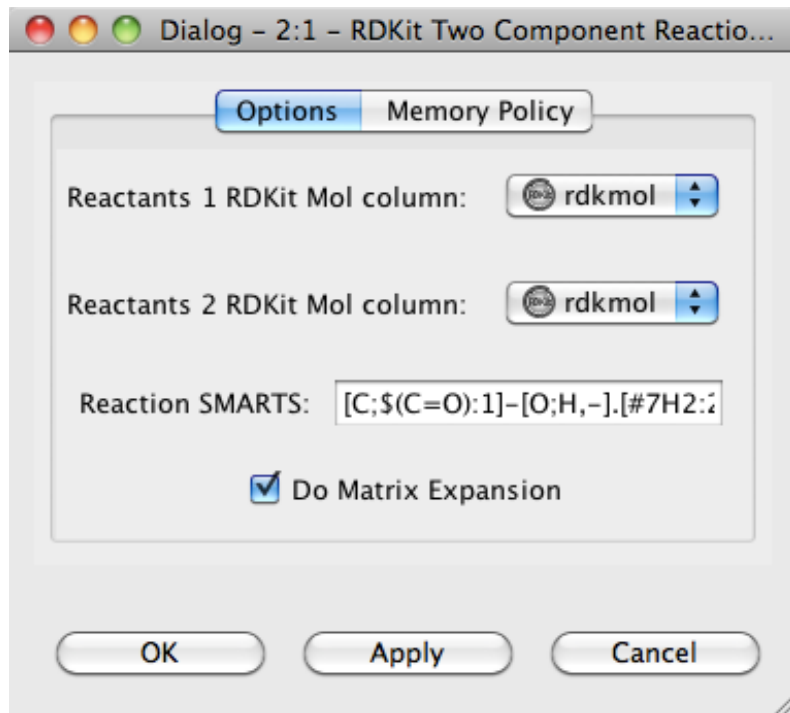 Dialog – 2:1 – RDKit Two Component Reactio...
Options Memory Policy
Reactants 1 RDKit Mol column: rdkmol
Reactants 2 RDKit Mol column: rdkmol
Reaction SMARTS: [C;$(C=O):1]-[O;H,-].[#7H2:2
Do Matrix Expansion
OK Apply Cancel